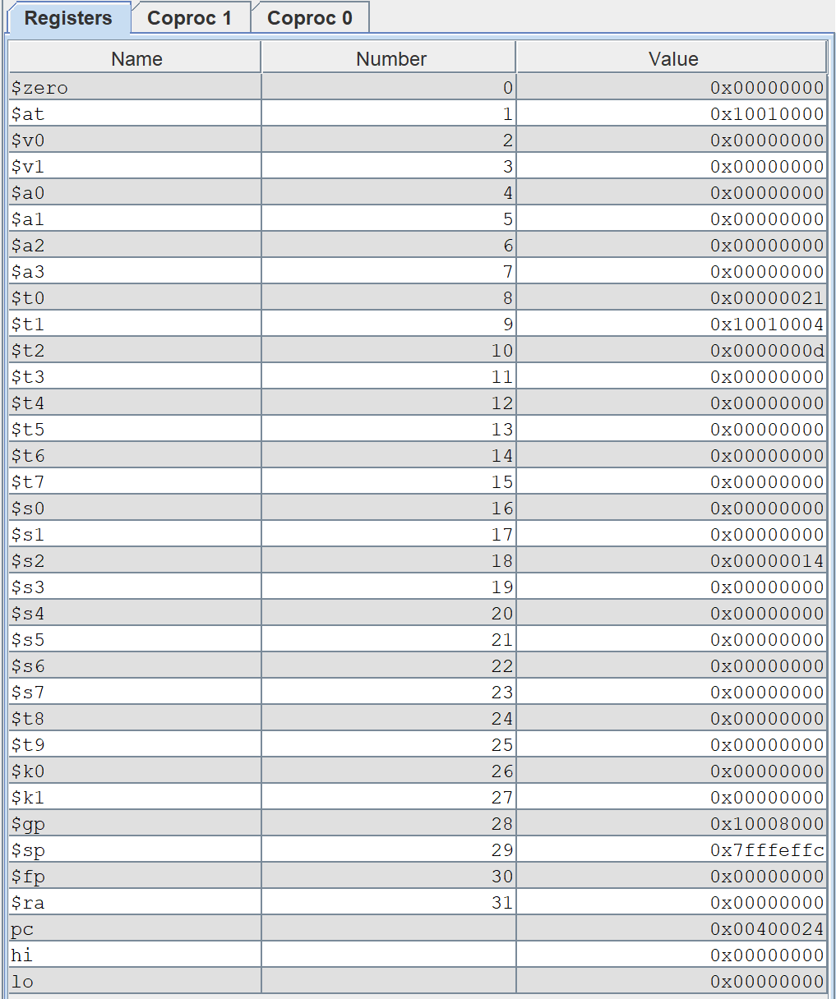 Registers Coproc 1 Coproc 0
Name Number Value
$zero 0 0x00000000
$at 1 0x10010000
$v0 2 0x00000000
$v1 3 0x00000000
$a0 4 0x00000000
$a1 5 0x00000000
$a2 6 0x00000000
$a3 7 0x00000000
$t0 8 0x00000021
$t1 9 0x10010004
$t2 10 0x0000000d
$t3 11 0x00000000
$t4 12 0x00000000
$t5 13 0x00000000
$t6 14 0x00000000
$t7 15 0x00000000
$s0 16 0x00000000
$s1 17 0x00000000
$s2 18 0x00000014
$s3 19 0x00000000
$s4 20 0x00000000
$s5 21 0x00000000
$s6 22 0x00000000
$s7 23 0x00000000
$t8 24 0x00000000
$t9 25 0x00000000
$k0 26 0x00000000
$k1 27 0x00000000
$gp 28 0x10008000
$sp 29 0x7fffeffc
$fp 30 0x00000000
$ra 31 0x00000000
pc 0x00400024
hi 0x00000000
lo 0x00000000